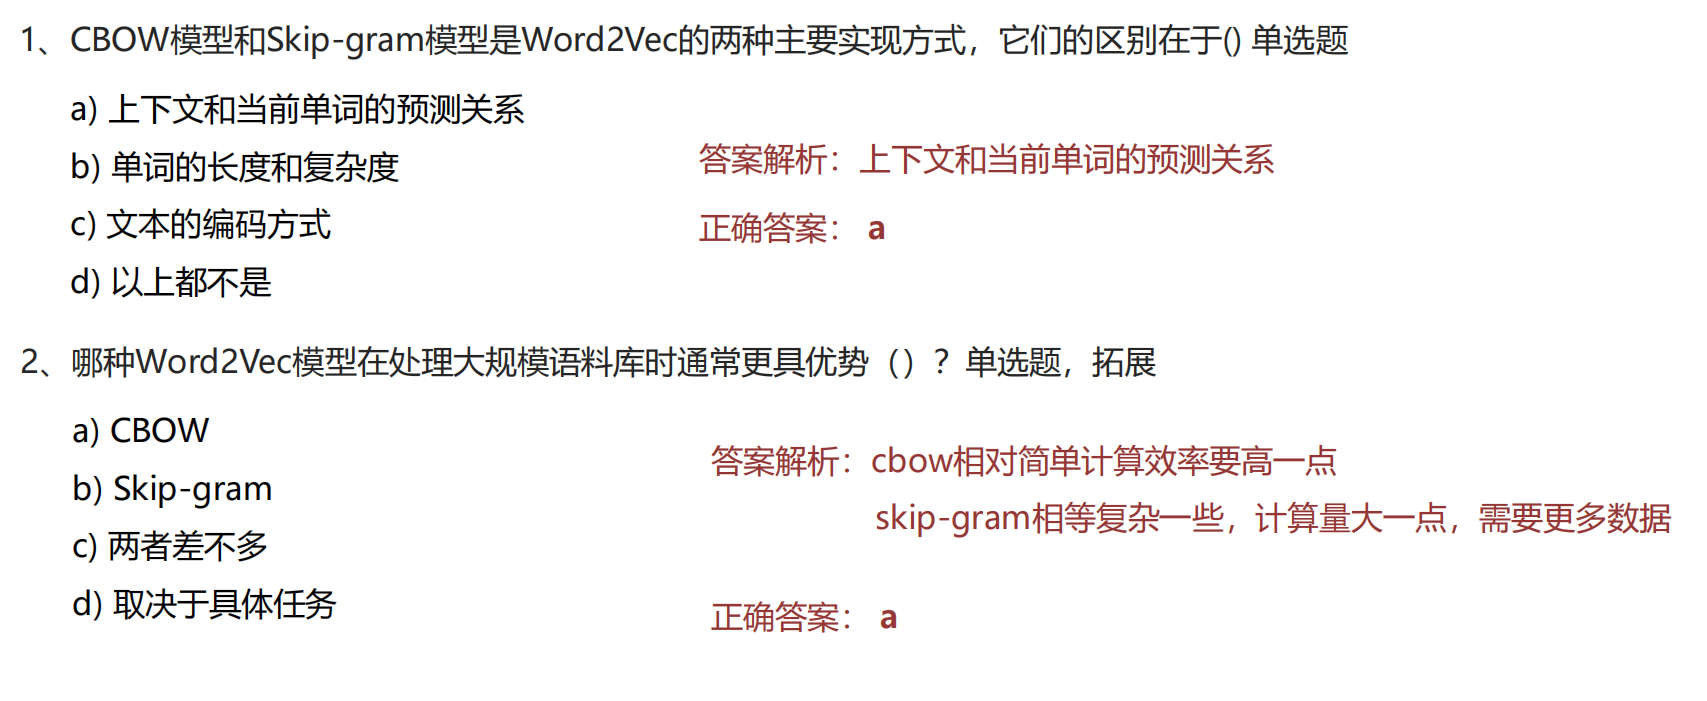 1、CBOW模型和Skip-gram模型是Word2Vec的两种主要实现方式，它们的区别在于() 单选题
a) 上下文和当前单词的预测关系
b) 单词的长度和复杂度
c) 文本的编码方式
d) 以上都不是
答案解析：上下文和当前单词的预测关系
正确答案： a
2、哪种Word2Vec模型在处理大规模语料库时通常更具优势（）？单选题，拓展
a) CBOW
b) Skip-gram
c) 两者差不多
d) 取决于具体任务
答案解析：cbow相对简单计算效率要高一点
skip-gram相等复杂一些，计算量大一点，需要更多数据
正确答案： a